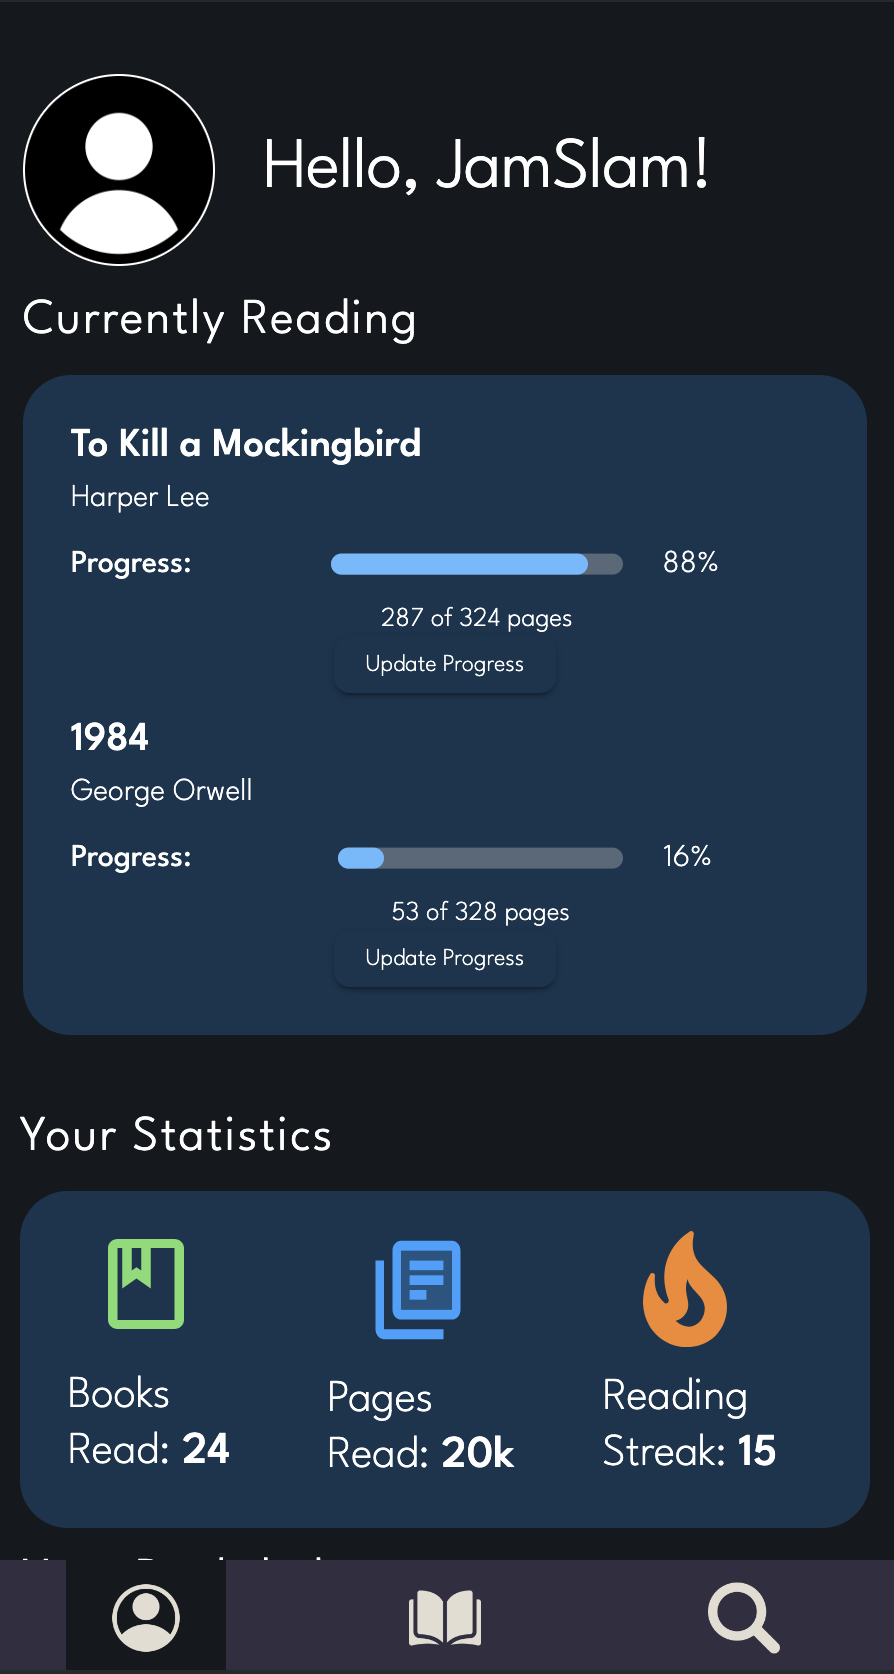 Hello, JamSlam!
Currently Reading
To Kill a Mockingbird
Harper Lee
Progress: 88%
287 of 324 pages
Update Progress
1984
George Orwell
Progress: 16%
53 of 328 pages
Update Progress
Your Statistics
Books
Read: 24
Pages
Read: 20k
Reading
Streak: 15